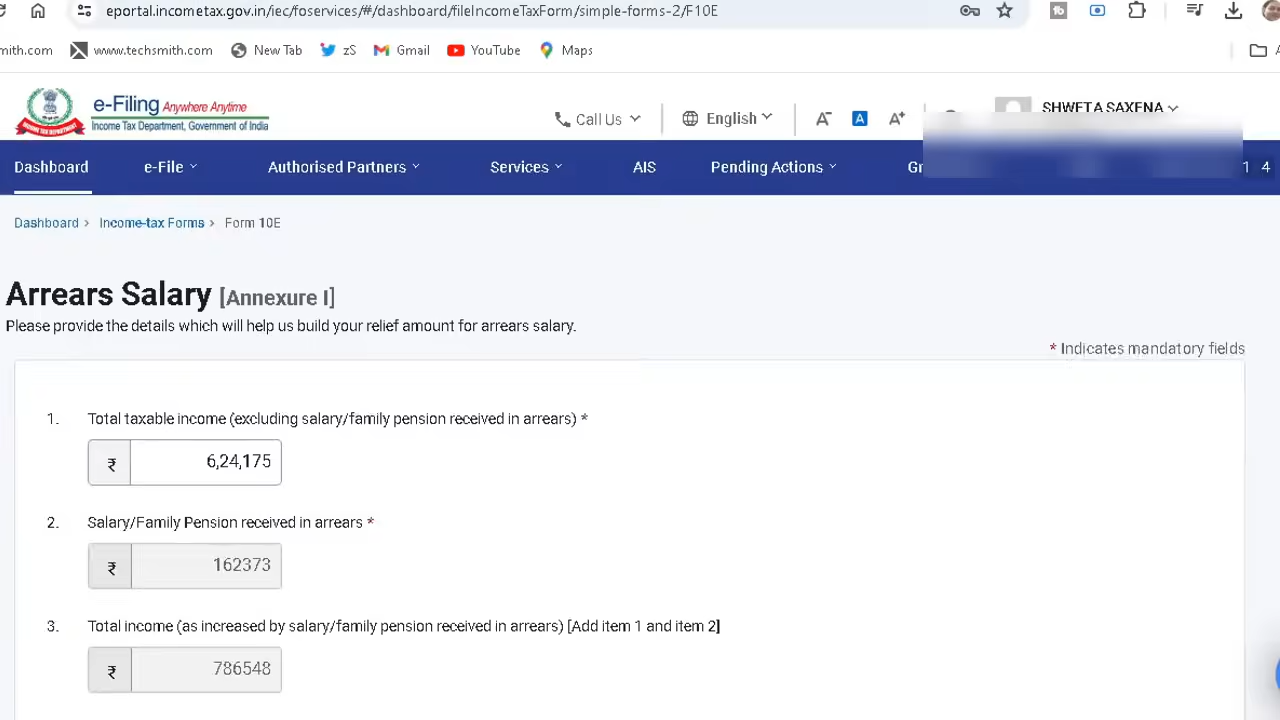 eportal.incometax.gov.in/iec/foservices/#/dashboard/fileIncomeTaxForm/simple-forms-2/F10E
mith.com www.techsmith.com New Tab zS Gmail YouTube Maps
e-Filing Anywhere Anytime
Income Tax Department, Government of India
Call Us English A- A A+ SHWETA SAXENA
Dashboard e-File Authorised Partners Services AIS Pending Actions Gr 1 4
Dashboard > Income-tax Forms > Form 10E
Arrears Salary [Annexure I]
Please provide the details which will help us build your relief amount for arrears salary.
* Indicates mandatory fields
1. Total taxable income (excluding salary/family pension received in arrears) *
₹ 6,24,175
2. Salary/Family Pension received in arrears *
₹ 162373
3. Total income (as increased by salary/family pension received in arrears) [Add item 1 and item 2]
₹ 786548